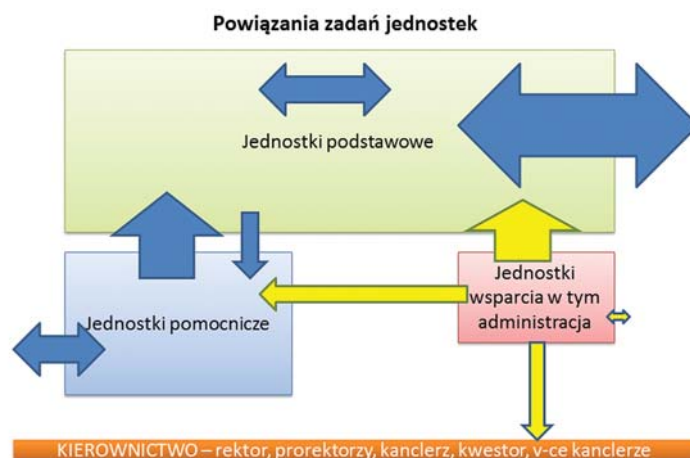 Powiązania zadań jednostek
Jednostki podstawowe
Jednostki pomocnicze
Jednostki
wsparcia w tym
administracja
KIEROWNICTWO – rektor, prorektorzy, kanclerz, kwestor, v-ce kanclerze